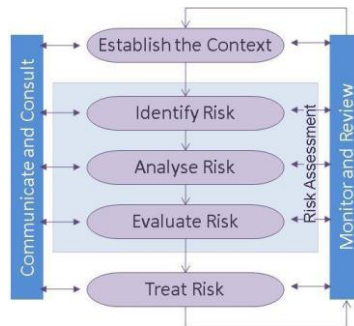 Establish the Context
Identify Risk
Analyse Risk
Evaluate Risk
Treat Risk
Communicate and Consult
Risk Assessment
Monitor and Review